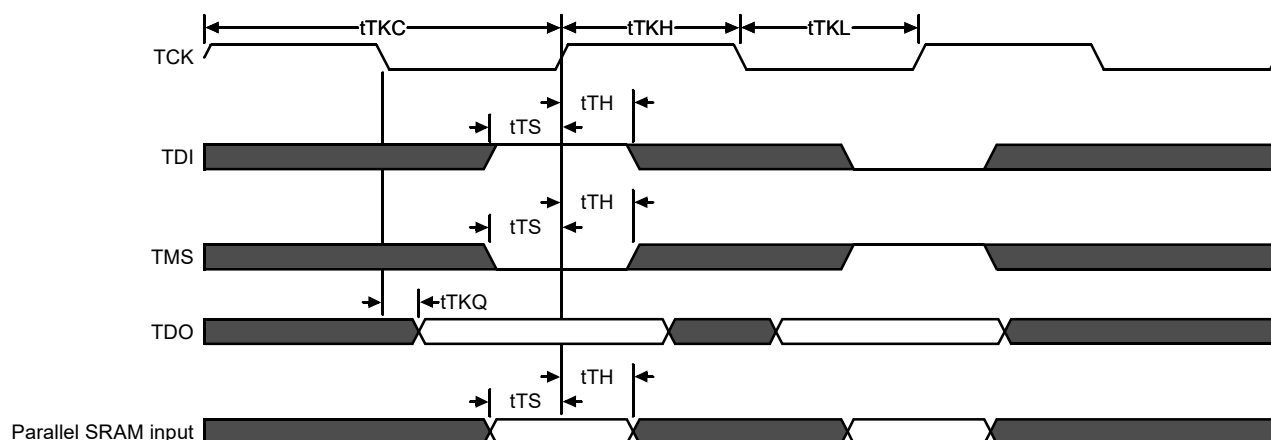 tTKC tTKH tTKL
TCK
tTH
tTS
TDI
tTH
tTS
TMS
tTKQ
TDO
tTH
tTS
Parallel SRAM input